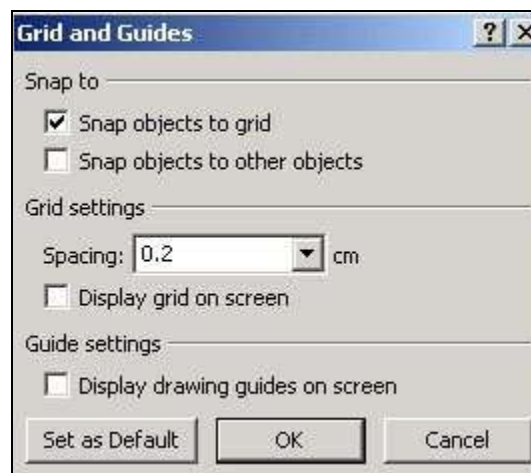 Grid and Guides
Snap to
Snap objects to grid
Snap objects to other objects
Grid settings
Spacing: 0.2 cm
Display grid on screen
Guide settings
Display drawing guides on screen
Set as Default OK Cancel